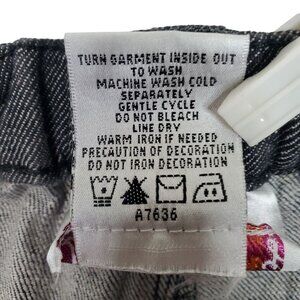 TURN GARMENT INSIDE OUT
TO WASH
MACHINE WASH COLD
SEPARATELY
GENTLE CYCLE
DO NOT BLEACH
LINE DRY
WARM IRON IF NEEDED
PRECAUTION OF DECORATION
DO NOT IRON DECORATION
A7636